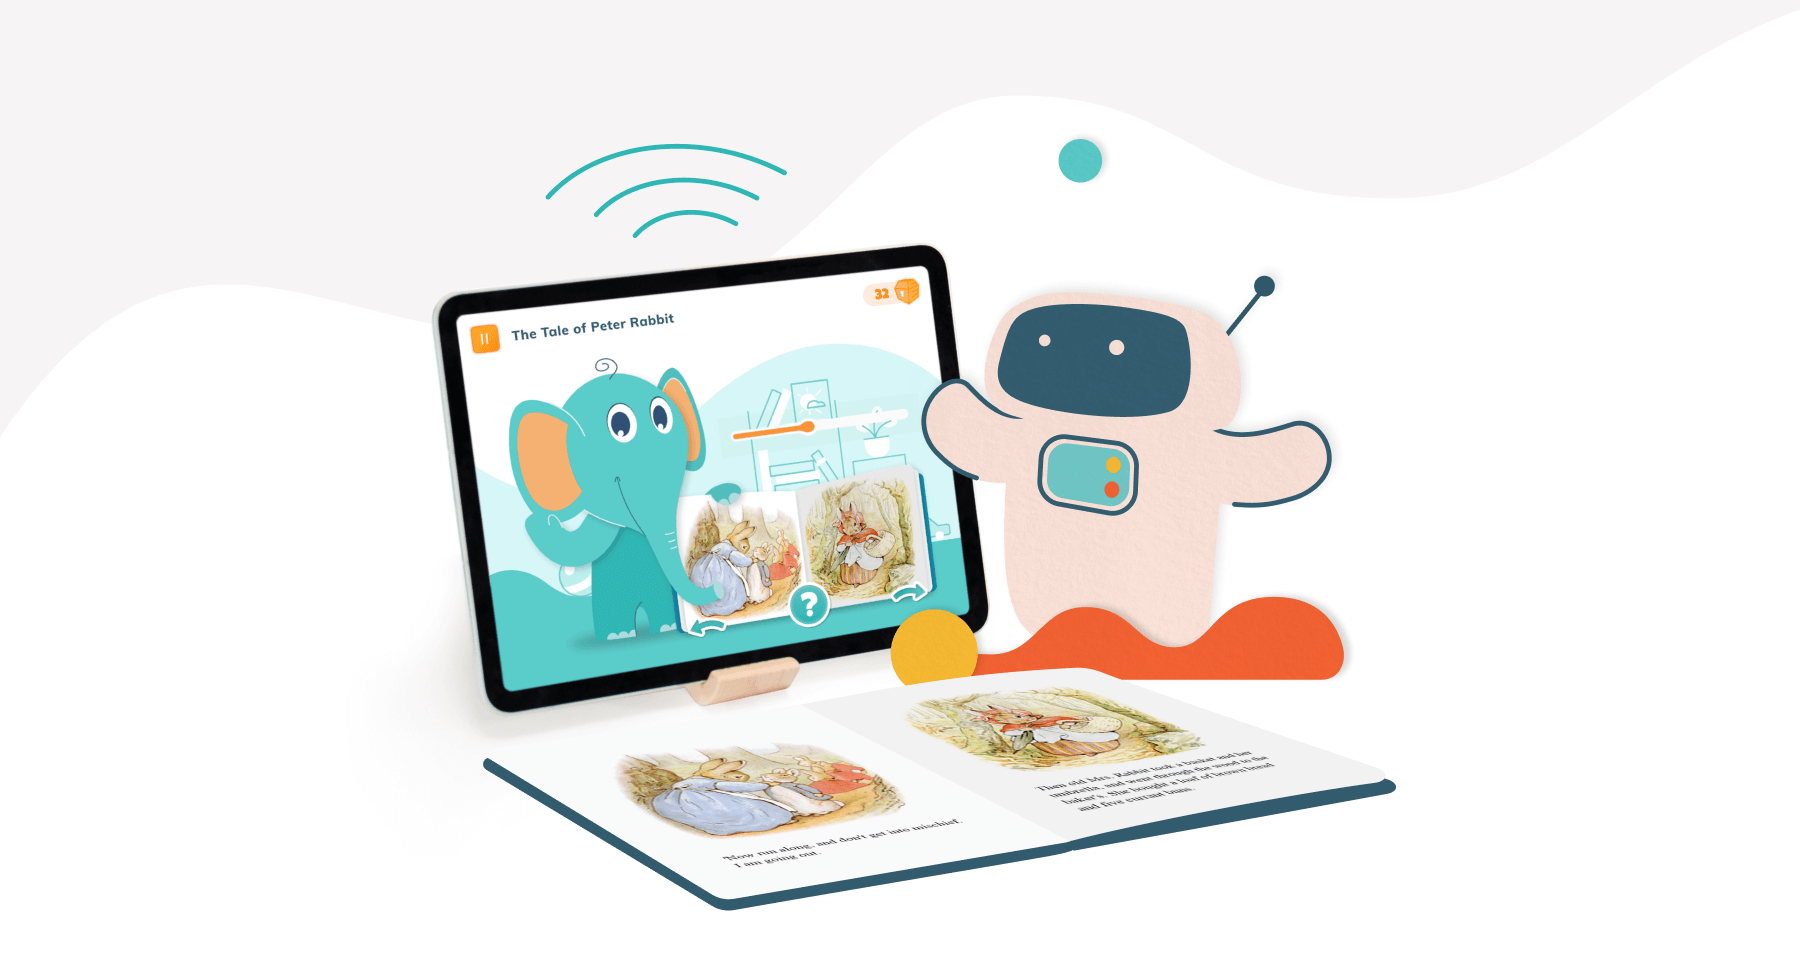 The Tale of Peter Rabbit
32
?
"Now run along, and don't get into mischief.
I am going out.
Then old Mrs. Rabbit took a basket and her
umbrella, and went through the wood to the
baker's. She bought a loaf of brown bread
and five currant buns.